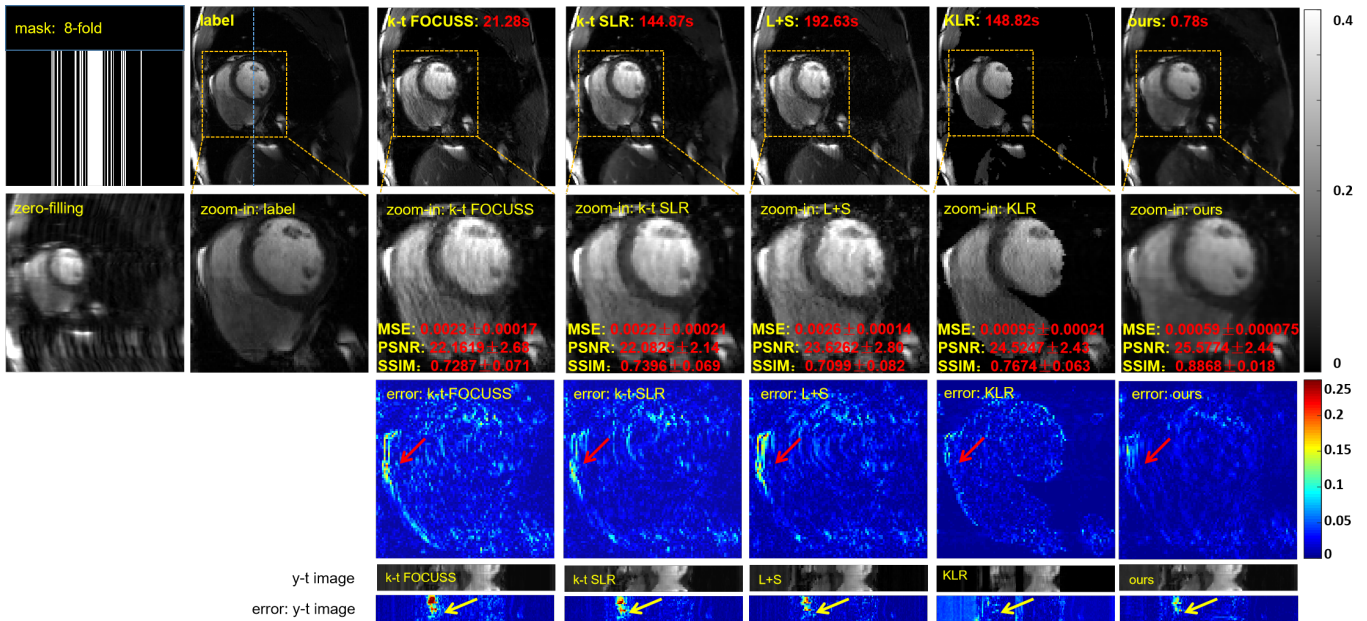 mask: 8-fold
label
k-t FOCUSS: 21.28s
k-t SLR: 144.87s
L+S: 192.63s
KLR: 148.82s
ours: 0.78s
0.4
0.2
0
zero-filling
zoom-in: label
zoom-in: k-t FOCUSS
zoom-in: k-t SLR
zoom-in: L+S
zoom-in: KLR
zoom-in: ours
MSE: 0.0023±0.00017
PSNR: 22.1619±2.66
SSIM: 0.7287±0.071
MSE: 0.0022±0.00021
PSNR: 22.0825±2.14
SSIM: 0.7396±0.069
MSE: 0.0026±0.00014
PSNR: 23.6262±2.80
SSIM: 0.7099±0.082
MSE: 0.00095±0.00021
PSNR: 24.5247±2.43
SSIM: 0.7674±0.063
MSE: 0.00059±0.000075
PSNR: 25.5774±2.44
SSIM: 0.8868±0.018
error: k-t-FOCUSS
error: k-t-SLR
error: L+S
error: KLR
error: ours
0.25
0.2
0.15
0.1
0.05
0
y-t image
k-t FOCUSS
k-t SLR
L+S
KLR
ours
error: y-t image